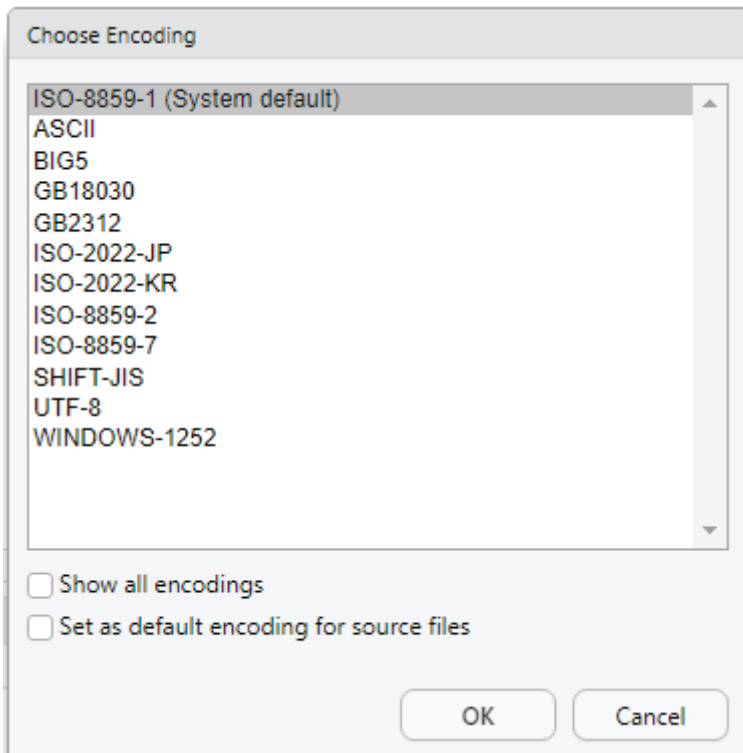 Choose Encoding
ISO-8859-1 (System default)
ASCII
BIG5
GB18030
GB2312
ISO-2022-JP
ISO-2022-KR
ISO-8859-2
ISO-8859-7
SHIFT-JIS
UTF-8
WINDOWS-1252
Show all encodings
Set as default encoding for source files
OK Cancel